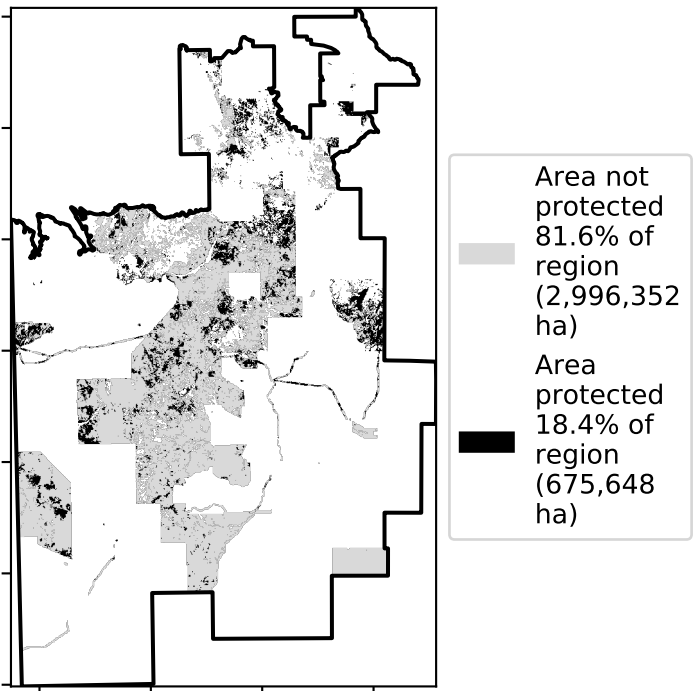 Area not
protected
81.6% of
region
(2,996,352
ha)
Area
protected
18.4% of
region
(675,648
ha)